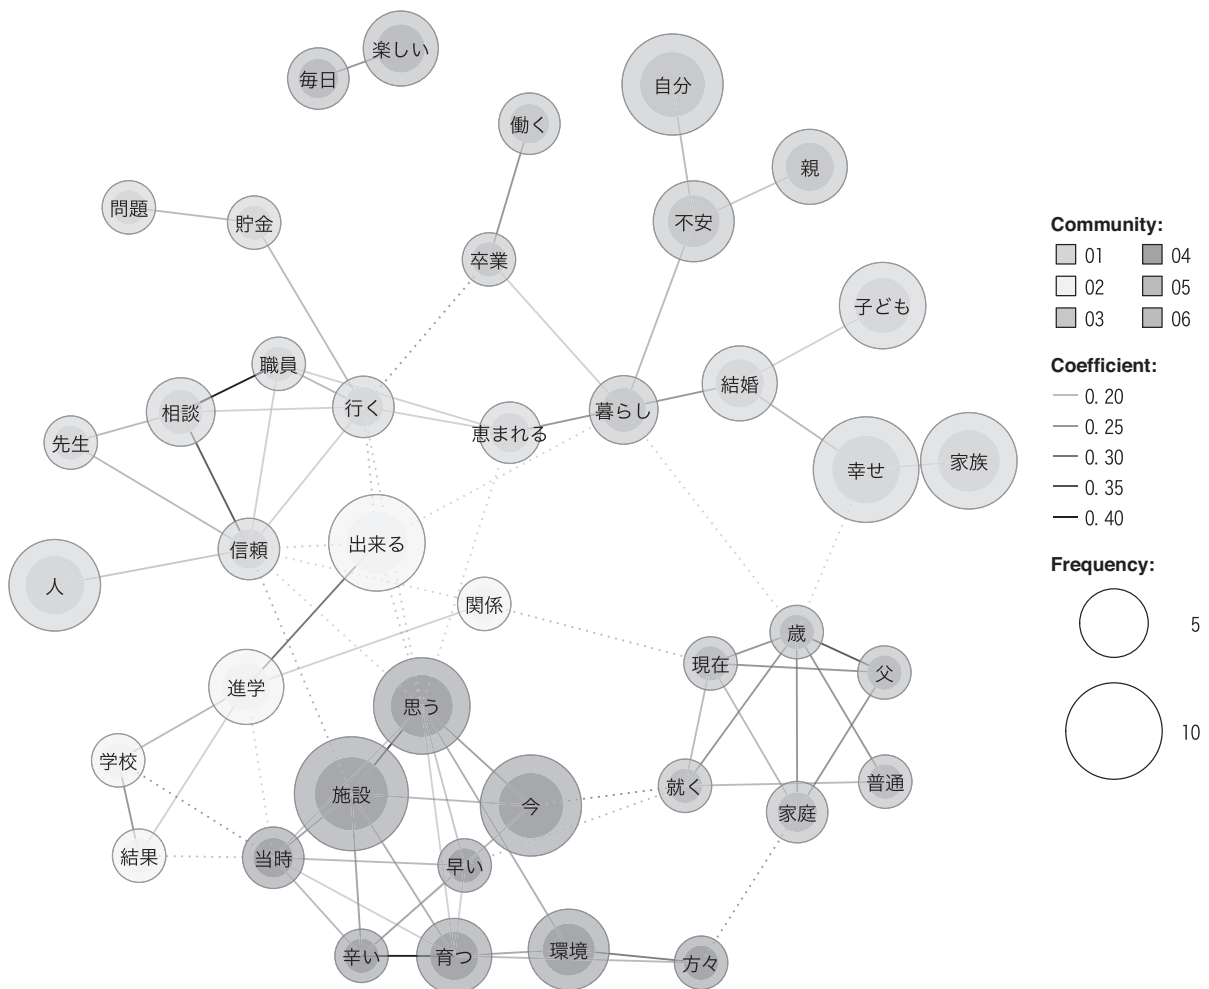 楽しい
毎日
自分
働く
親
問題
貯金
不安
卒業
子ども
職員
行く
相談
恵まれる
暮らし
結婚
先生
幸せ
家族
信頼
出来る
人
関係
歳
現在
父
進学
思う
学校
施設
今
就く
普通
家庭
結果
当時
早い
辛い
育つ
環境
方々
Community:
01 04
02 05
03 06
Coefficient:
0.20
0.25
0.30
0.35
0.40
Frequency:
5
10